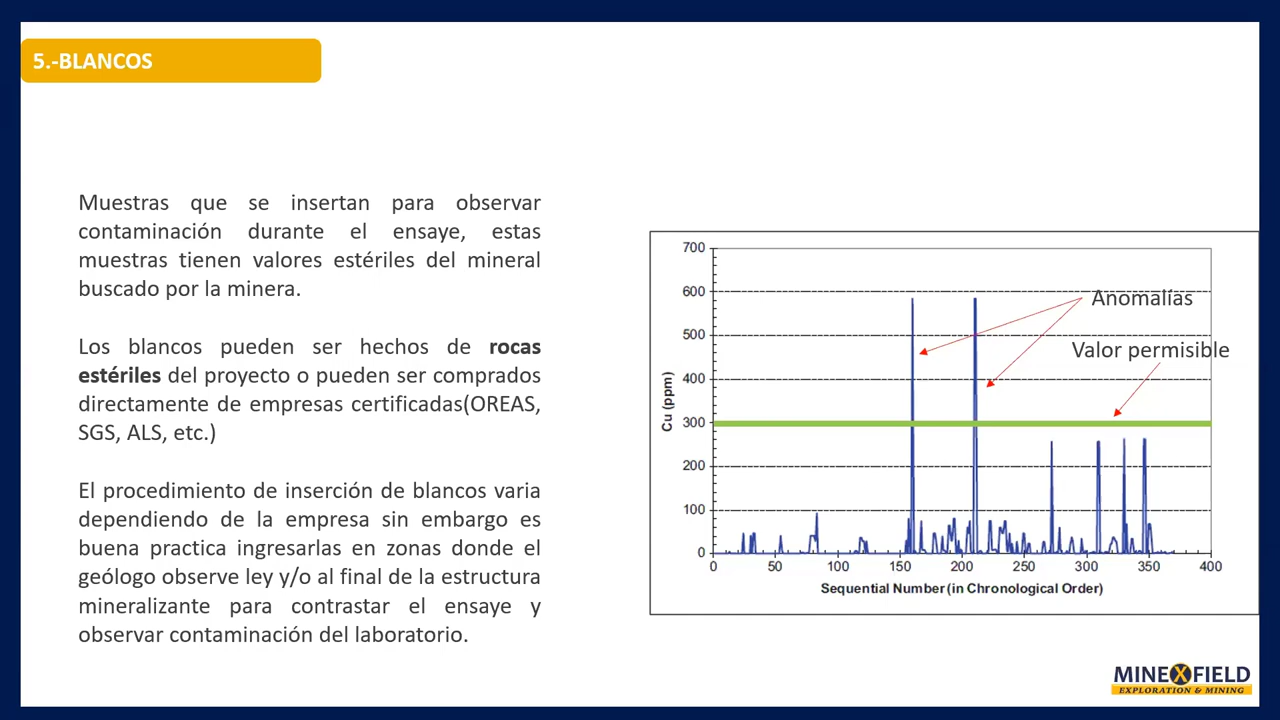 5.-BLANCOS
Muestras que se insertan para observar
contaminación durante el ensaye, estas
muestras tienen valores estériles del mineral
buscado por la minera.
Los blancos pueden ser hechos de rocas
estériles del proyecto o pueden ser comprados
directamente de empresas certificadas(OREAS,
SGS, ALS, etc.)
El procedimiento de inserción de blancos varia
dependiendo de la empresa sin embargo es
buena practica ingresarlas en zonas donde el
geólogo observe ley y/o al final de la estructura
mineralizante para contrastar el ensaye y
observar contaminación del laboratorio.
700
600
500
400
300
200
100
0
Cu (ppm)
Anomalías
Valor permisible
0 50 100 150 200 250 300 350 400
Sequential Number (in Chronological Order)
MINEXFIELD
EXPLORATION & MINING